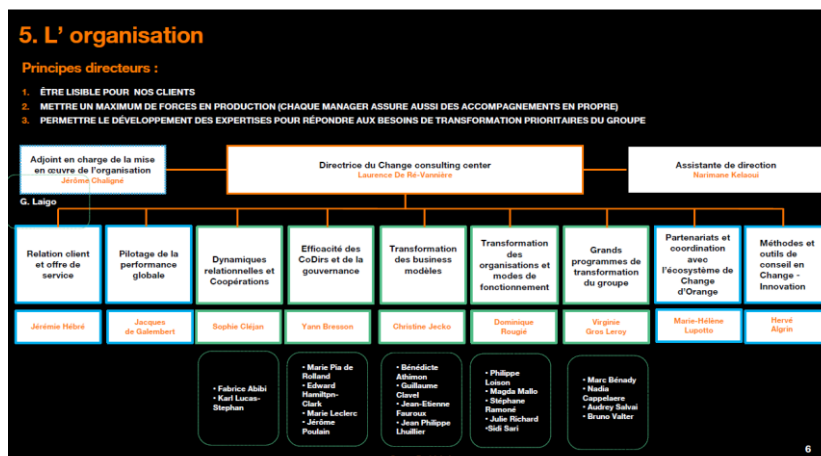 5. L' organisation
Principes directeurs :
1. ÊTRE LISIBLE POUR NOS CLIENTS
2. METTRE UN MAXIMUM DE FORCES EN PRODUCTION (CHAQUE MANAGER ASSURE AUSSI DES ACCOMPAGNEMENTS EN PROPRE)
3. PERMETTRE LE DÉVELOPPEMENT DES EXPERTISES POUR RÉPONDRE AUX BESOINS DE TRANSFORMATION PRIORITAIRES DU GROUPE
Adjoint en charge de la mise
en œuvre de l'organisation
Jérôme Chaligné
Directrice du Change consulting center
Laurence De Ré-Vannière
Assistante de direction
Narimane Kelaoui
G. Laigo
Relation client
et offre de
service
Jérémie Hébré
Pilotage de la
performance
globale
Jacques
de Galembert
Dynamiques
relationnelles et
Coopérations
Sophie Cléjan
• Fabrice Abibi
• Karl Lucas-
Stephan
Efficacité des
CoDirs et de la
gouvernance
Yann Bresson
• Marie Pia de
Rolland
• Edward
Hamiltpn-
Clark
• Marie Leclerc
• Jérôme
Poulain
Transformation
des business
modèles
Christine Jecko
• Bénédicte
Athimon
• Guillaume
Clavel
• Jean-Etienne
Fauroux
• Jean Philippe
Lhuillier
Transformation
des
organisations et
modes de
fonctionnement
Dominique
Rougié
• Philippe
Loison
• Magda Mallo
• Stéphane
Ramoné
• Julie Richard
•Sidi Sari
Grands
programmes de
transformation
du groupe
Virginie
Gros Leroy
• Marc Bénady
• Nadia
Cappelaere
• Audrey Salvai
• Bruno Valter
Partenariats et
coordination
avec
l'écosystème de
Change
d'Orange
Marie-Hélène
Lupotto
Méthodes et
outils de
conseil en
Change -
Innovation
Hervé
Algrin
6